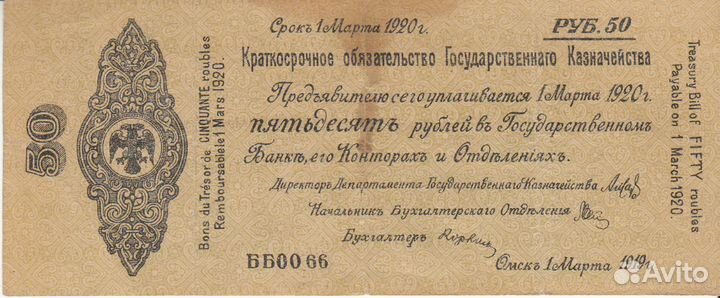 Срокъ 1 Марта 1920 г.
РУБ. 50
Краткосрочное обязательство Государственнаго Казначейства
Предъявителю сего уплачивается 1 Марта 1920 г.
пятьдесятъ рублей въ Государственномъ
Банкѣ, его Конторахъ и Отдѣленіяхъ.
Директоръ Департамента Государственнаго Казначейства
Начальникъ Бухгалтерскаго Отдѣленія
Бухгалтеръ
ББ0066
Омскъ 1 Марта 1919 г.
50
Bons du Trésor de CINQUANTE roubles
Remboursable le 1 Mars 1920.
Treasury Bill of FIFTY roubles
Payable on 1 March 1920.
Avito